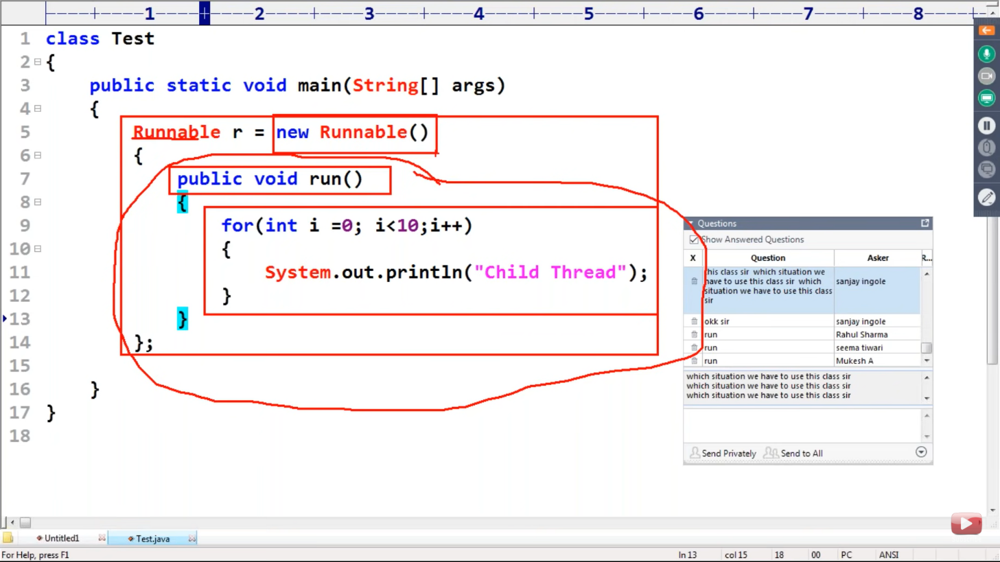 1 2 3 4 5 6 7 8
1 class Test
2 {
3 public static void main(String[] args)
4 {
5 Runnable r = new Runnable()
6 {
7 public void run()
8 {
9 for(int i =0; i<10;i++)
10 {
11 System.out.println("Child Thread");
12 }
13 }
14 };
15
16 }
17 }
18
Questions
Show Answered Questions
X Question Asker R...
this class sir which situation we
have to use this class sir which
situation we have to use this class
sir
sanjay ingole
okk sir sanjay ingole
run Rahul Sharma
run seema tiwari
run Mukesh A
which situation we have to use this class sir
which situation we have to use this class sir
which situation we have to use this class sir
Send Privately Send to All
Untitled1 Test.java
For Help, press F1 ln 13 col 15 18 00 PC ANSI